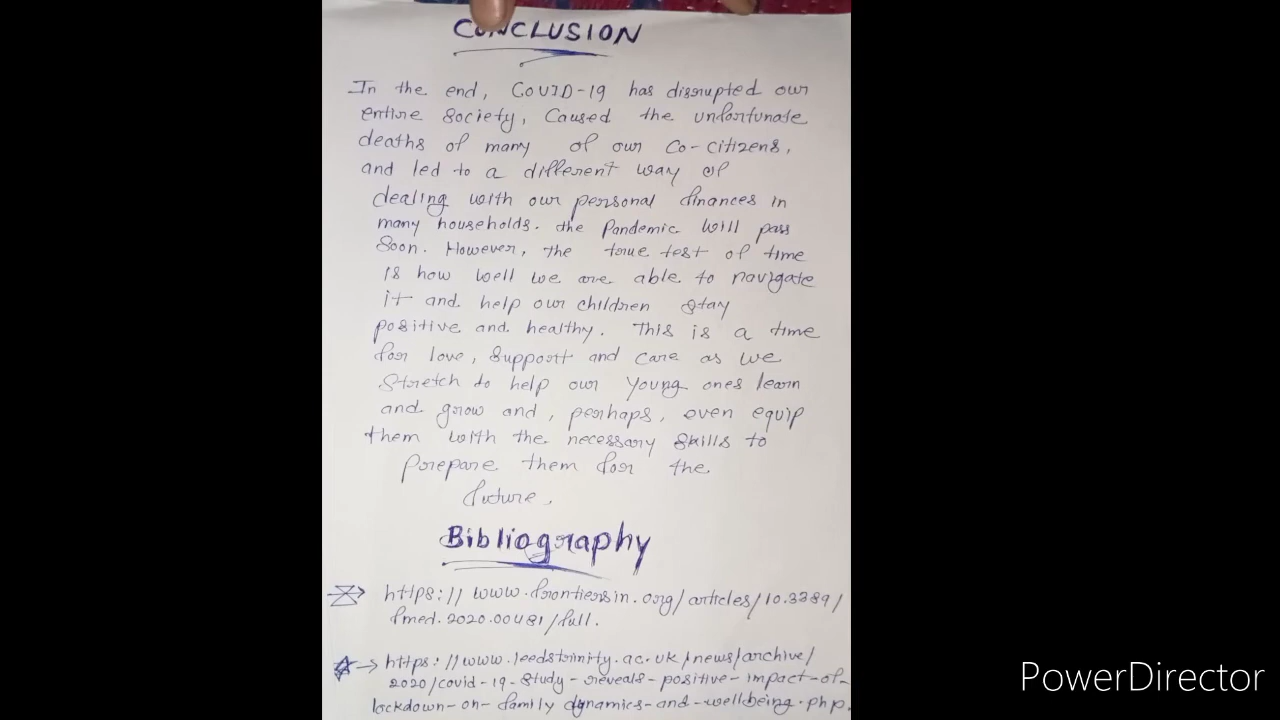 CONCLUSION
In the end, COVID-19 has disrupted our
entire society, Caused the unfortunate
deaths of many of our Co-citizens,
and led to a different way of
dealing with our personal finances in
many households. the Pandemic will pass
Soon. However, the true test of time
is how well we are able to navigate
it and help our children stay
positive and healthy. This is a time
for love, support and care as we
stretch to help our young ones learn
and grow and, perhaps, even equip
them with the necessary skills to
prepare them for the
future.
Bibliography
https://www.frontiersin.org/articles/10.3389/
fmed.2020.00481/full.
https://www.leedstrinity.ac.uk/news/archive/
2020/covid-19-study-reveals-positive-impact-of-
lockdown-on-family dynamics-and-wellbeing.php.
PowerDirector